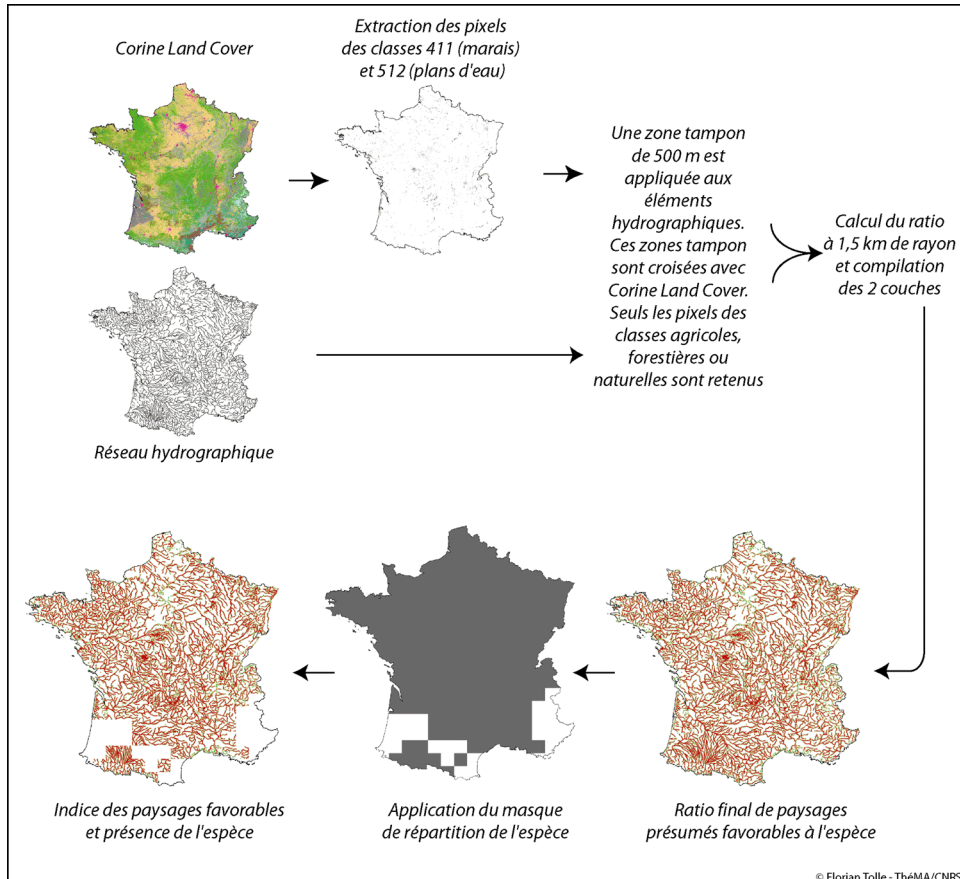 Corine Land Cover
Extraction des pixels
des classes 411 (marais)
et 512 (plans d'eau)
Une zone tampon
de 500 m est
appliquée aux
éléments
hydrographiques.
Ces zones tampon
sont croisées avec
Corine Land Cover.
Seuls les pixels des
classes agricoles,
forestières ou
naturelles sont retenus
Calcul du ratio
à 1,5 km de rayon
et compilation
des 2 couches
Réseau hydrographique
Indice des paysages favorables
et présence de l'espèce
Application du masque
de répartition de l'espèce
Ratio final de paysages
présumés favorables à l'espèce
© Florian Tolle - ThéMA/CNRS